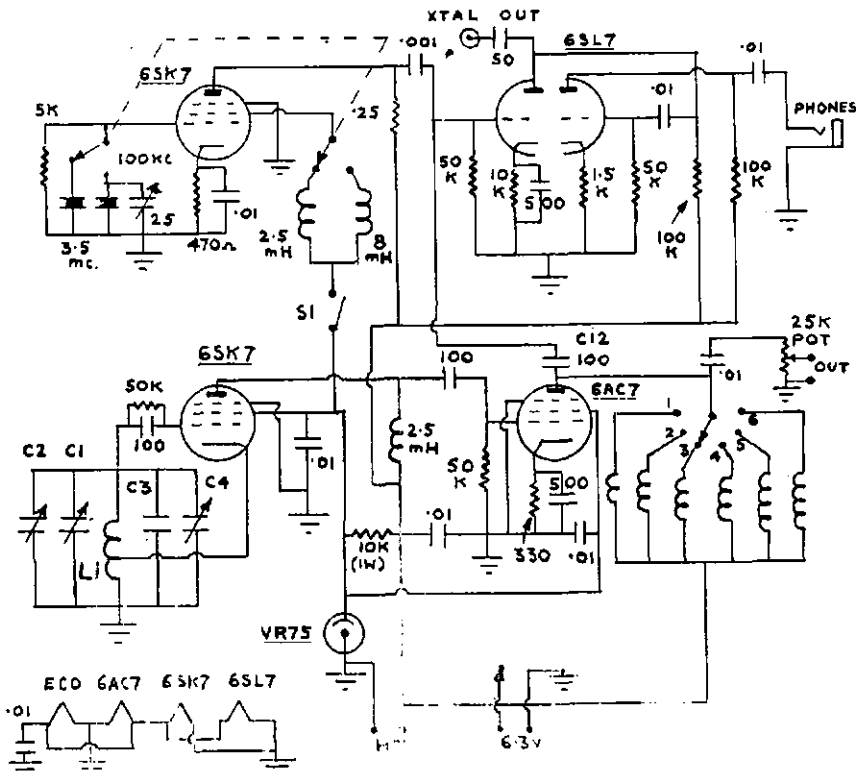 XTAL OUT
50
6SL7
.001
.01
6SK7
.25
.01
PHONES
5K
100KC
25
3.5
mc.
470Ω
.01
2.5
mH
8
mH
50
K
10
K
500
1.5
K
50
K
100
K
100
K
S1
6SK7
50K
100
C2
C1
C3
C4
L1
.01
2.5
mH
100
C12
100
6AC7
.01
25K
POT
OUT
1
2
3
4
5
6
50
K
500
330
.01
.01
10K
(1W)
VR75
ECO
6AC7
6SK7
6SL7
.01
6.3V